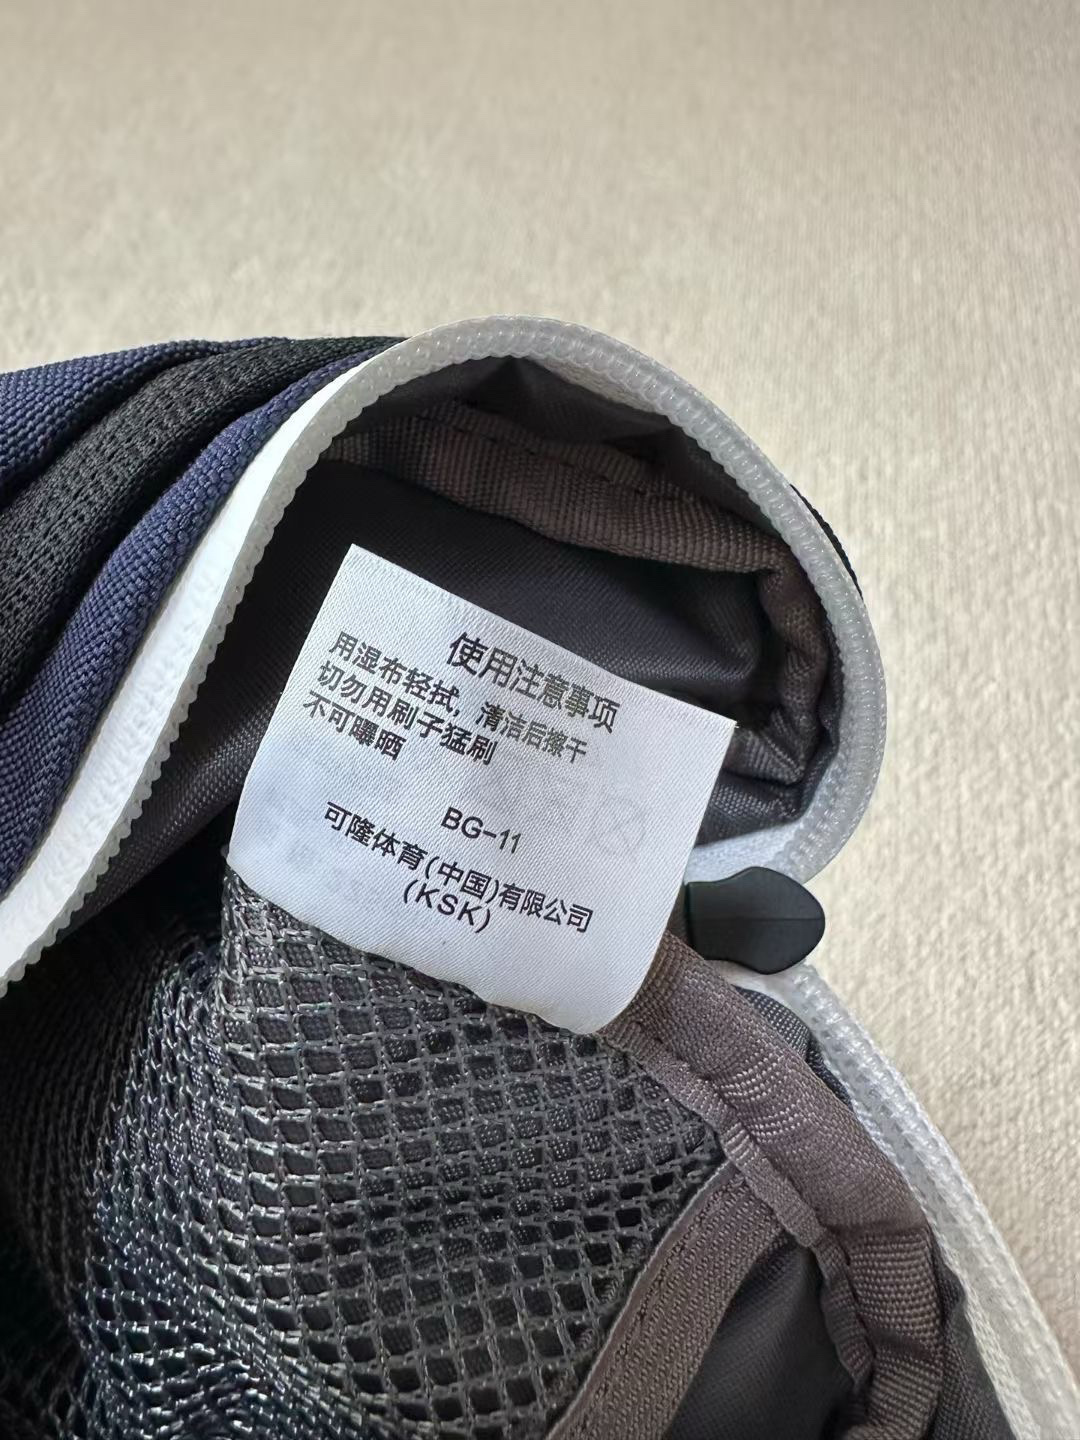 使用注意事项
用湿布轻拭，清洁后擦干
切勿用刷子猛刷
不可曝晒
BG-11
可隆体育(中国)有限公司
(KSK)